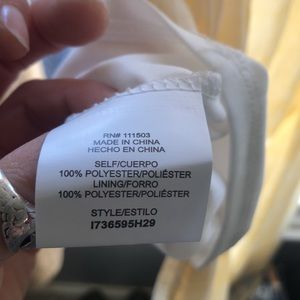 RN# 111503
MADE IN CHINA
HECHO EN CHINA
SELF/CUERPO
100% POLYESTER/POLIÉSTER
LINING/FORRO
100% POLYESTER/POLIÉSTER
STYLE/ESTILO
I736595H29